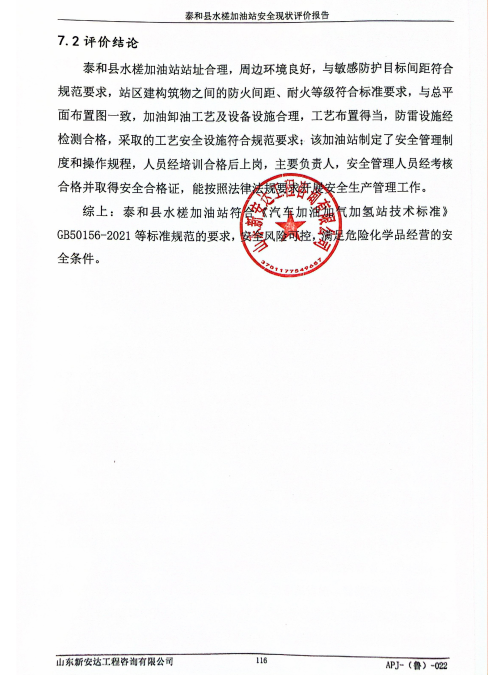 泰和县水槎加油站安全现状评价报告
7.2 评价结论
泰和县水槎加油站站址合理，周边环境良好，与敏感防护目标间距符合
规范要求，站区建构筑物之间的防火间距、耐火等级符合标准要求，与总平
面布置图一致，加油卸油工艺及设备设施合理，工艺布置得当，防雷设施经
检测合格，采取的工艺安全设施符合规范要求；该加油站制定了安全管理制
度和操作规程，人员经培训合格后上岗，主要负责人，安全管理人员经考核
合格并取得安全合格证，能按照法律法规要求开展安全生产管理工作。
综上：泰和县水槎加油站符合《汽车加油加气加氢站技术标准》
GB50156-2021 等标准规范的要求，安全风险可控，满足危险化学品经营的安
全条件。
山东新安达工程咨询有限公司
3701177549667
山东新安达工程咨询有限公司 116 APJ-（鲁）-022